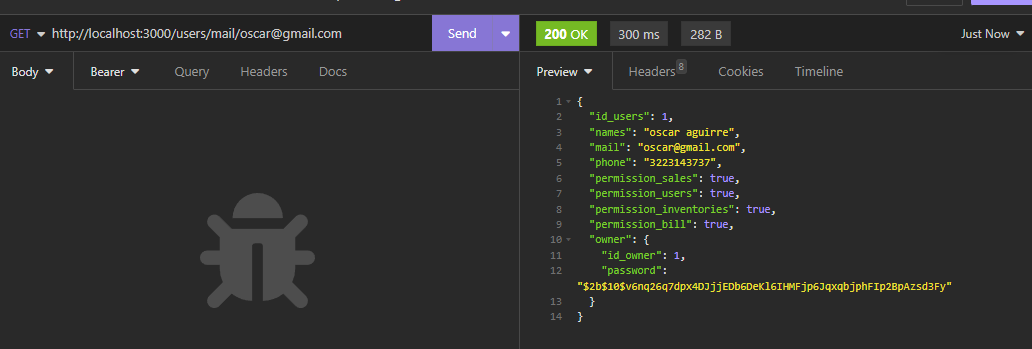 GET http://localhost:3000/users/mail/oscar@gmail.com Send 200 OK 300 ms 282 B Just Now
Body Bearer Query Headers Docs Preview Headers 8 Cookies Timeline
1 {
2 "id_users": 1,
3 "names": "oscar aguirre",
4 "mail": "oscar@gmail.com",
5 "phone": "3223143737",
6 "permission_sales": true,
7 "permission_users": true,
8 "permission_inventories": true,
9 "permission_bill": true,
10 "owner": {
11 "id_owner": 1,
12 "password":
"$2b$10$v6nq26q7dpx4DJjjEDb6DeKl6IHMFjp6JqxqbjphFIp2BpAzsd3Fy"
13 }
14 }